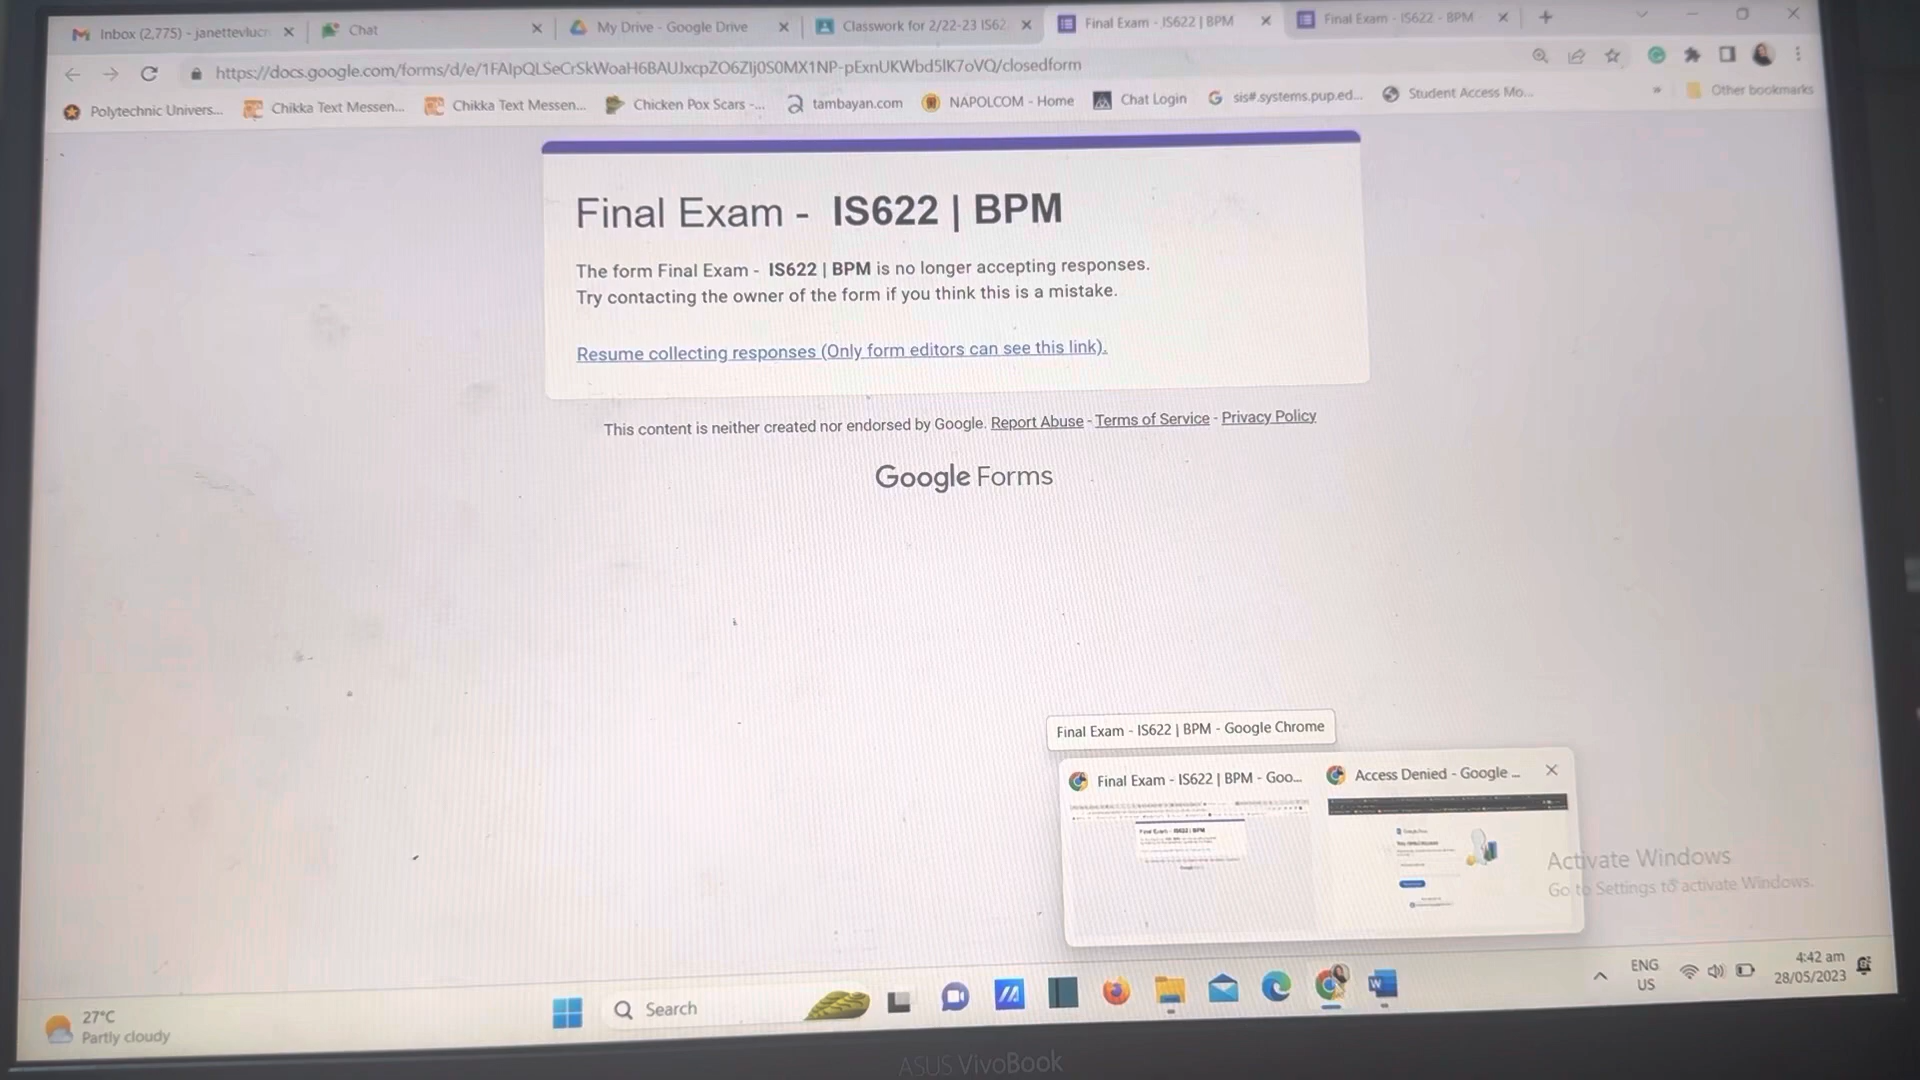 Inbox (2,775) - janettevlucn
Chat
My Drive - Google Drive
Classwork for 2/22-23 IS62
Final Exam - IS622 | BPM
Final Exam - IS622 - BPM
https://docs.google.com/forms/d/e/
/closedform
Polytechnic Univers...
Chikka Text Messen...
Chikka Text Messen...
Chicken Pox Scars -...
tambayan.com
NAPOLCOM - Home
Chat Login
sis#.systems.pup.ed...
Student Access Mo...
»
Other bookmarks
Final Exam - IS622 | BPM
The form Final Exam - IS622 | BPM is no longer accepting responses.
Try contacting the owner of the form if you think this is a mistake.
Resume collecting responses (Only form editors can see this link).
This content is neither created nor endorsed by Google. Report Abuse - Terms of Service - Privacy Policy
Google Forms
Final Exam - IS622 | BPM - Google Chrome
Final Exam - IS622 | BPM - Goo...
Access Denied - Google ...
Final Exam - IS622 | BPM
Activate Windows
Go to Settings to activate Windows.
27°C
Partly cloudy
Search
ENG
US
4:42 am
28/05/2023
ASUS VivoBook